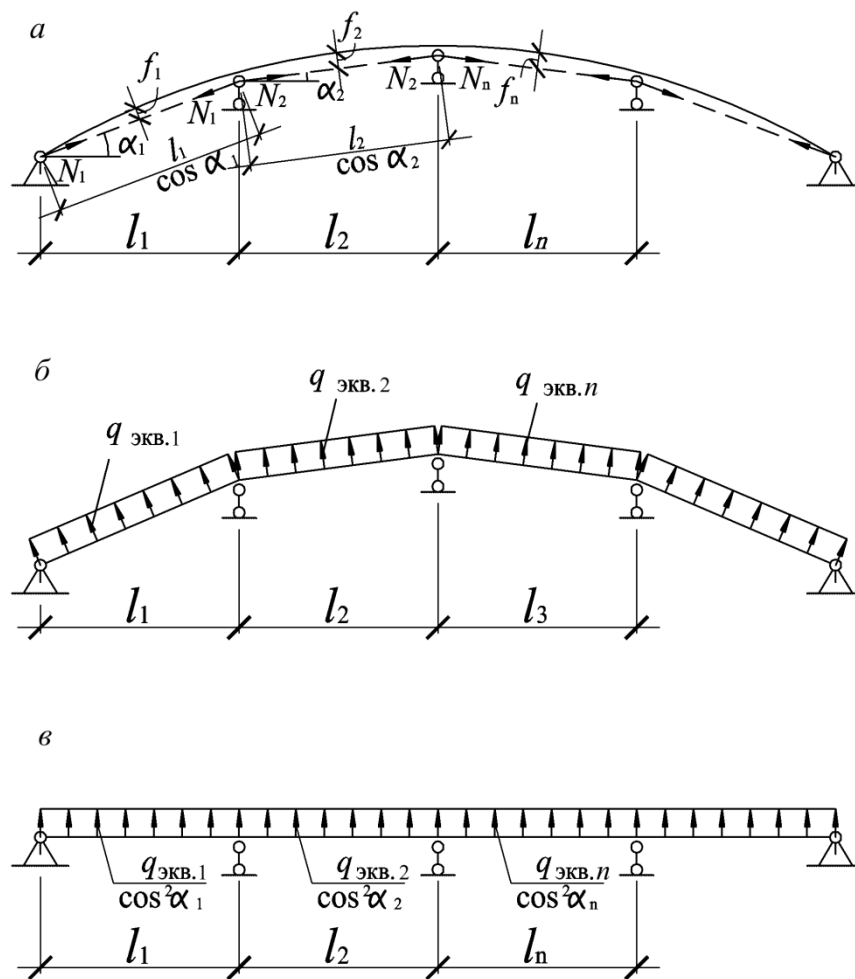 а
f₁
f₂
N₁
N₂
α₂
N₂
Nₙ
fₙ
N₁
α₁
l₁
cos α₁
l₂
cos α₂
l₁
l₂
lₙ
б
q экв.1
q экв.2
q экв.n
l₁
l₂
l₃
в
q экв.1
cos²α₁
q экв.2
cos²α₂
q экв.n
cos²αₙ
l₁
l₂
lₙ